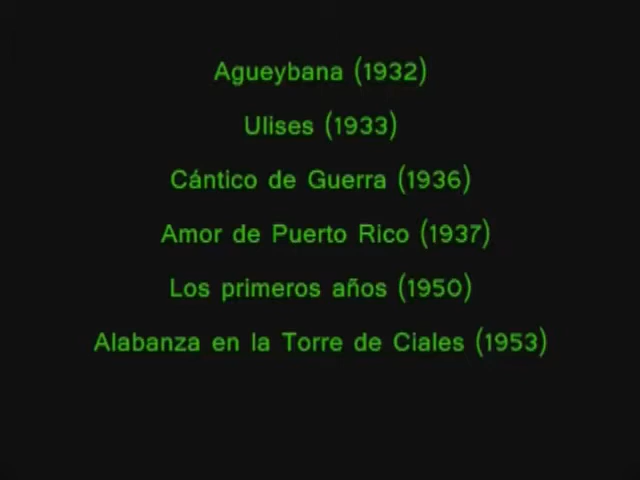 Agueybana (1932)
Ulises (1933)
Cántico de Guerra (1936)
Amor de Puerto Rico (1937)
Los primeros años (1950)
Alabanza en la Torre de Ciales (1953)